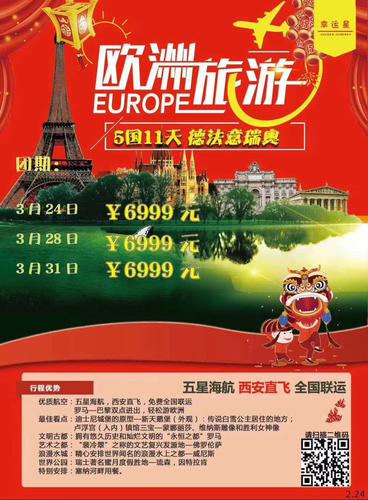 幸运星
欧洲旅游
EUROPE
5国11天 德法意瑞奥
团期:
3月24日 ￥6999 元
3月28日 ￥6999 元
3月31日 ￥6999 元
行程优势
五星海航 西安直飞 全国联运
优质航空:五星海航,西安直飞,免费全国联运
罗马—巴黎双点进出,轻松游欧洲
最佳看点:迪士尼城堡的原型—新天鹅堡(外观):传说白雪公主居住的地方;
卢浮宫(入内)镇馆三宝—蒙娜丽莎、维纳斯雕像和胜利女神像
文明古都:拥有悠久历史和灿烂文明的“永恒之都”罗马
艺术之都:“翡冷翠”之称的文艺复兴发源地—佛罗伦萨
浪漫水城:精心安排世界闻名的浪漫水上之都—威尼斯
世界公园:瑞士著名蜜月度假胜地—琉森,因特拉肯
特别安排:塞纳河畔用餐。
请扫描二维码
2.24